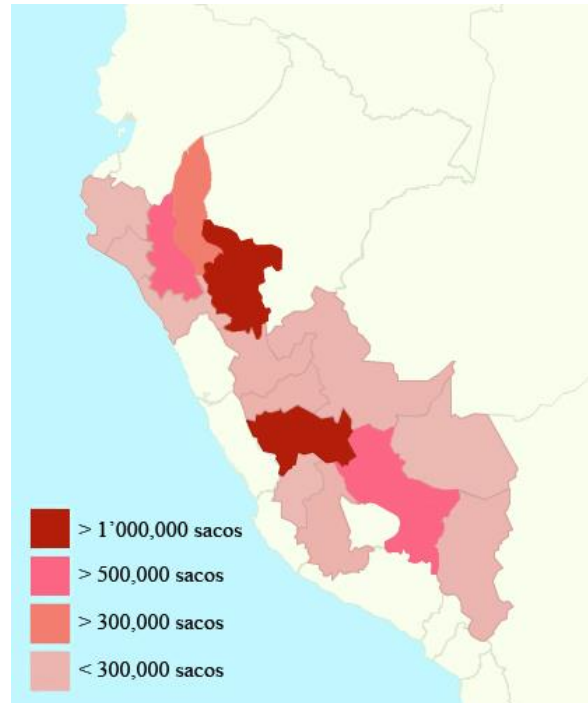 > 1’000,000 sacos
> 500,000 sacos
> 300,000 sacos
< 300,000 sacos